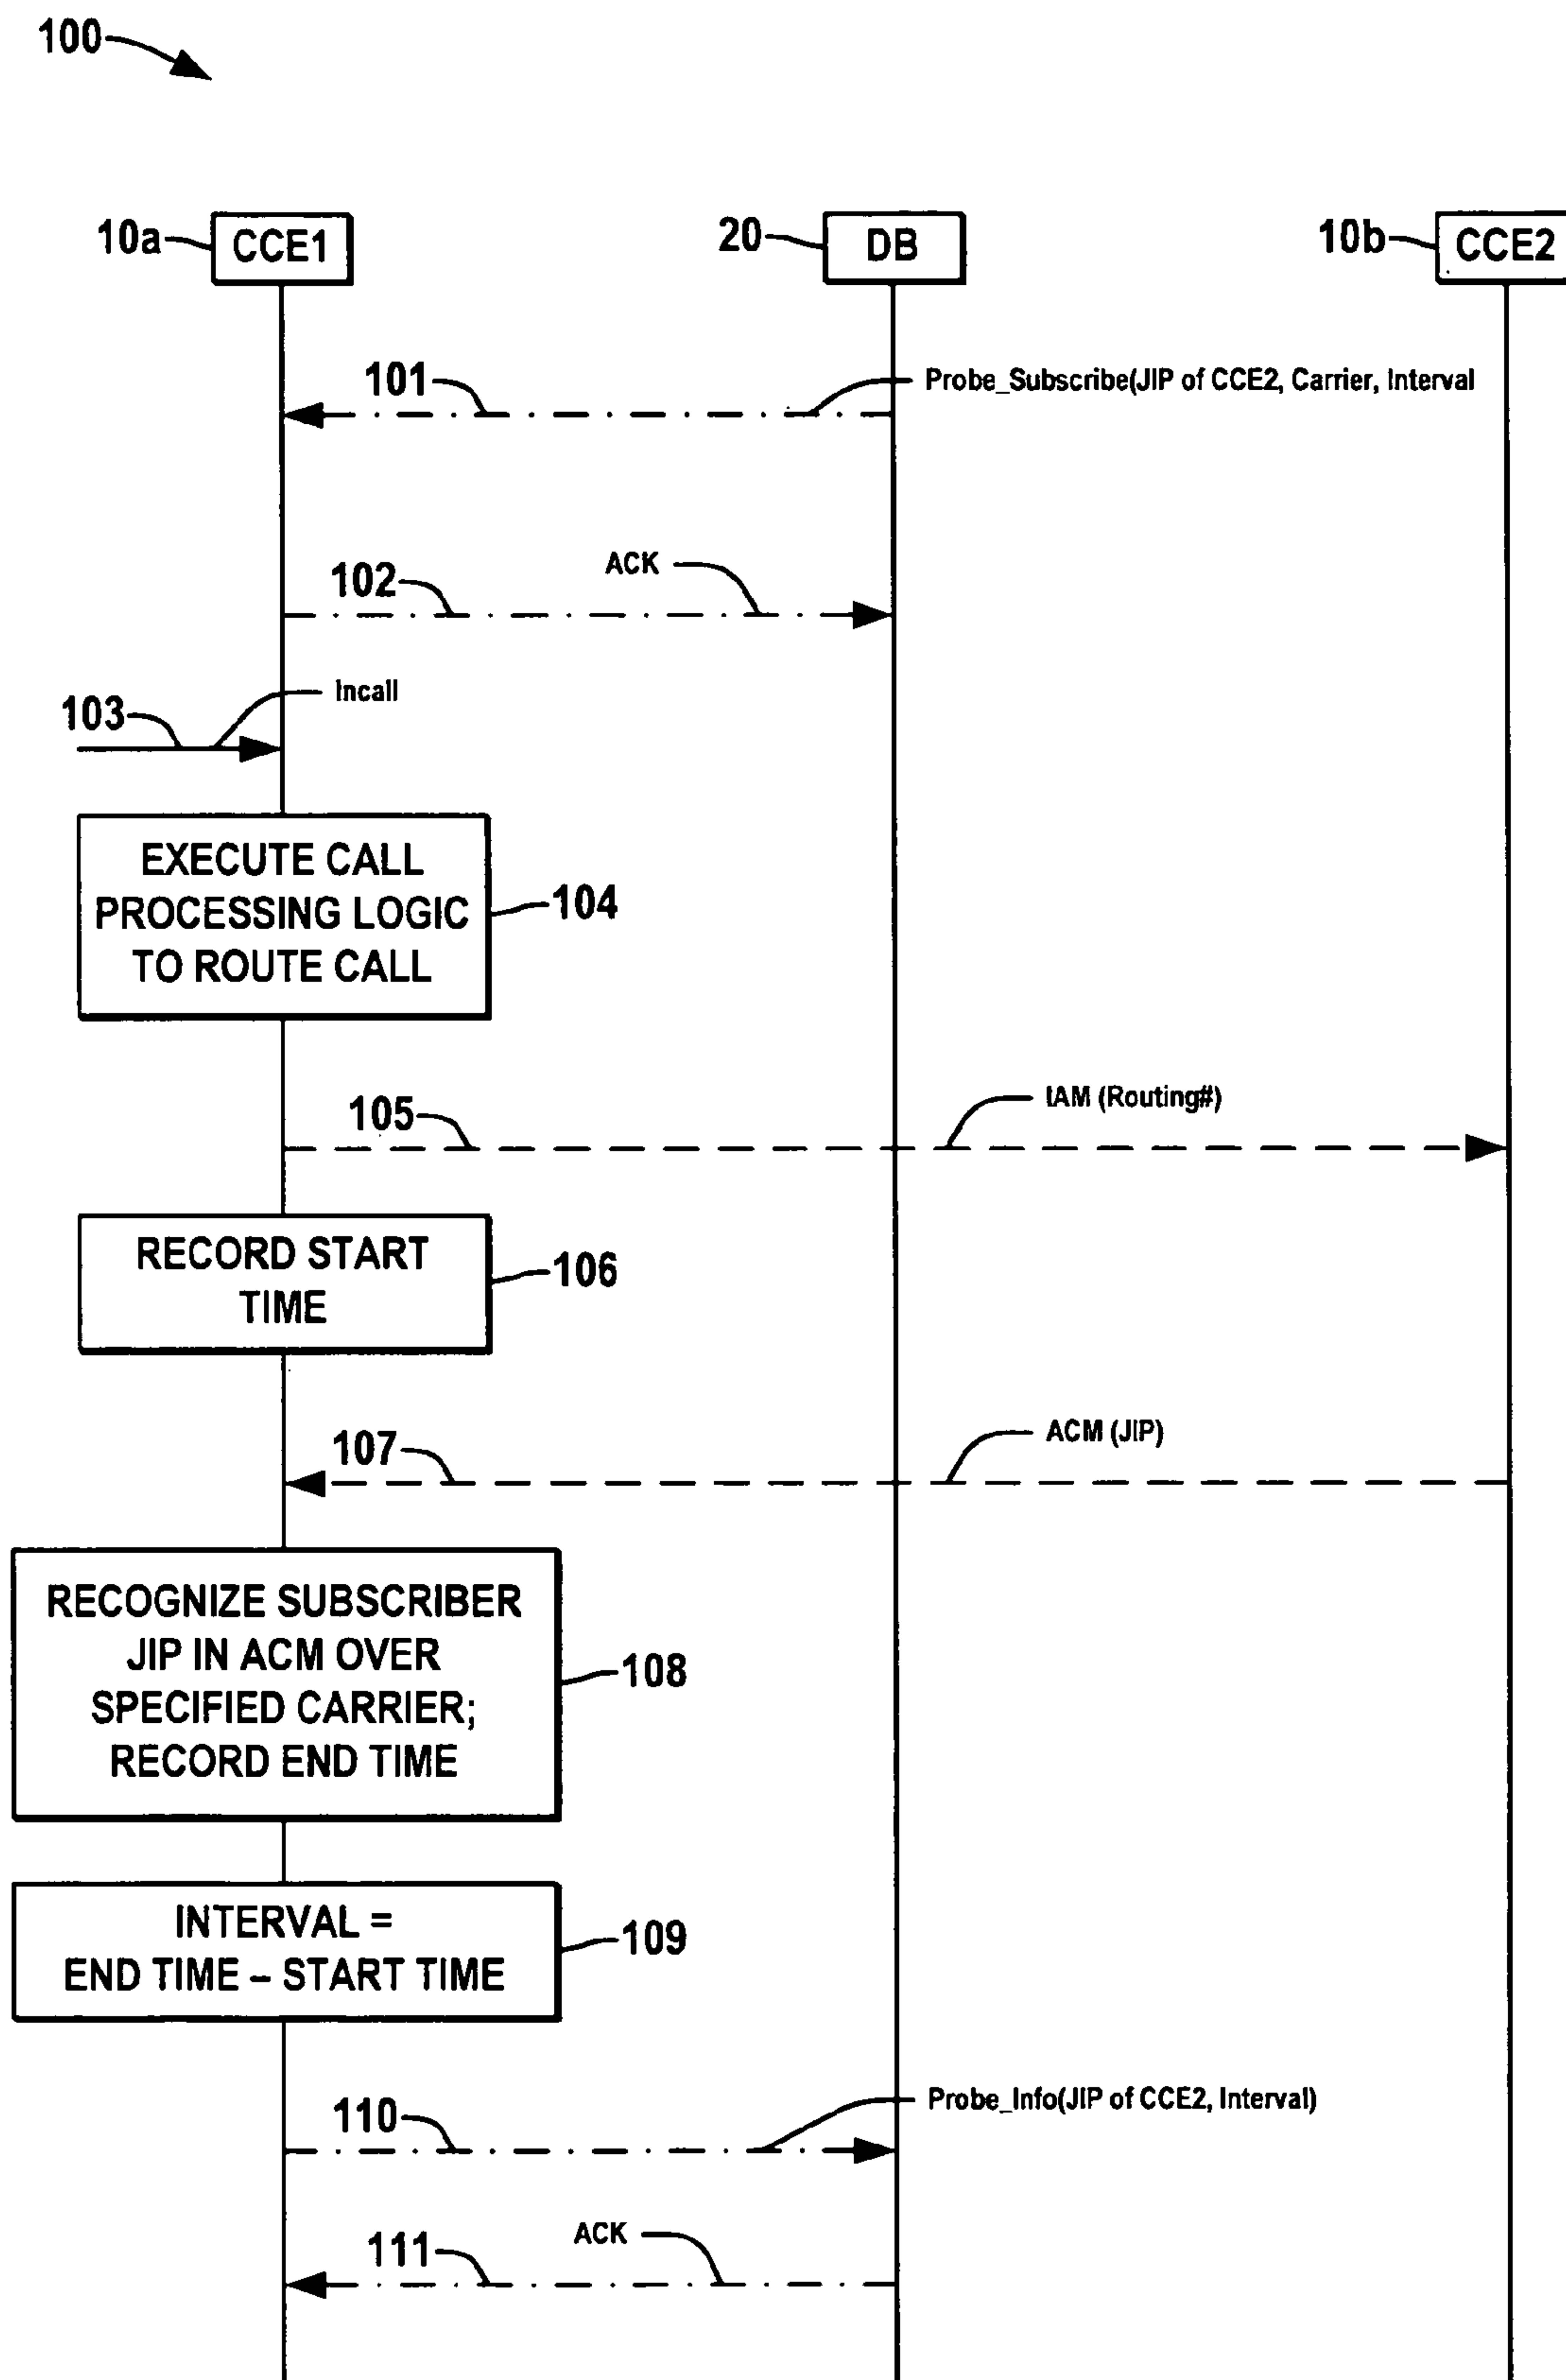 100
10a
CCE1
20
DB
10b
CCE2
101
Probe_Subscribe(JIP of CCE2, Carrier, Interval
102
ACK
103
Incall
EXECUTE CALL
PROCESSING LOGIC
TO ROUTE CALL
104
105
IAM (Routing#)
RECORD START
TIME
106
107
ACM (JIP)
RECOGNIZE SUBSCRIBER
JIP IN ACM OVER
SPECIFIED CARRIER;
RECORD END TIME
108
INTERVAL =
END TIME – START TIME
109
110
Probe_Info(JIP of CCE2, Interval)
111
ACK